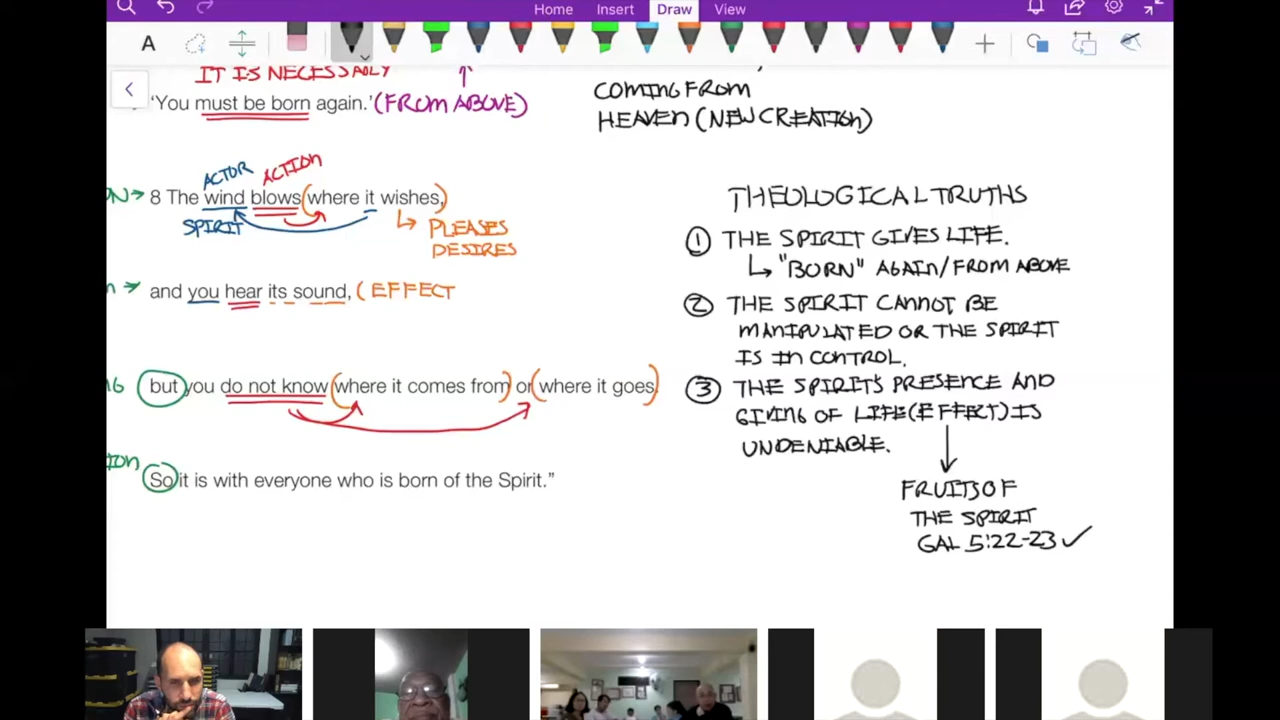 Home Insert Draw View
A
IT IS NECESSARLY
'You must be born again.' (FROM ABOVE)
COMING FROM
HEAVEN (NEW CREATION)
ACTOR ACTION
8 The wind blows (where it wishes,)
SPIRIT
PLEASES
DESIRES
and you hear its sound, (EFFECT
but you do not know (where it comes from) or (where it goes)
So it is with everyone who is born of the Spirit.”
THEOLOGICAL TRUTHS
1 THE SPIRIT GIVES LIFE.
"BORN" AGAIN/FROM ABOVE
2 THE SPIRIT CANNOT BE
MANIPULATED OR THE SPIRIT
IS IN CONTROL.
3 THE SPIRIT'S PRESENCE AND
GIVING OF LIFE (EFFECT) IS
UNDENIABLE.
FRUITS OF
THE SPIRIT
GAL 5:22-23 ✓